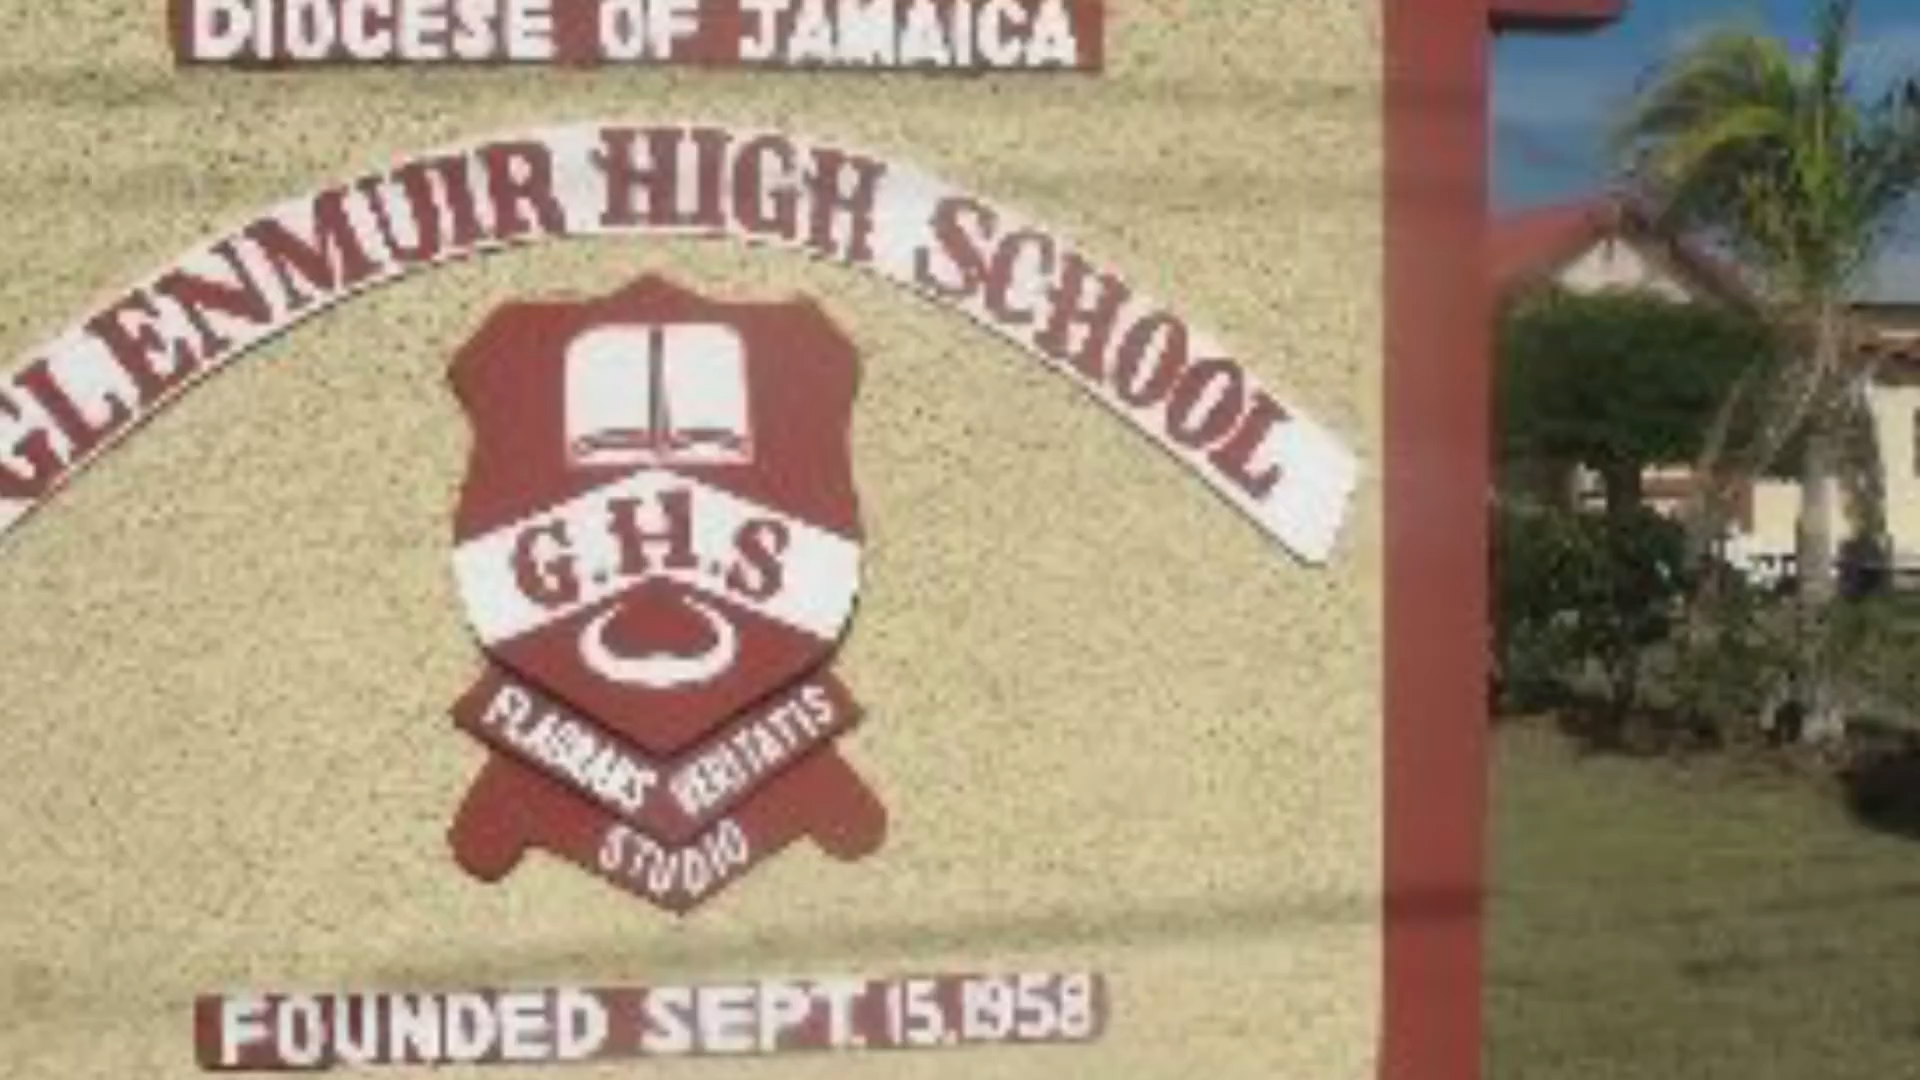 DIOCESE OF JAMAICA
GLENMUIR HIGH SCHOOL
G.H.S
FLAGRANS VERITATIS
STUDIO
FOUNDED SEPT. 15, 1958